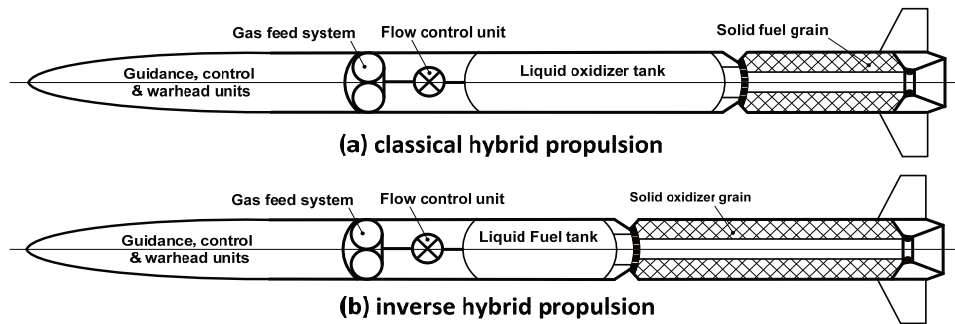 Gas feed system
Flow control unit
Solid fuel grain
Guidance, control
& warhead units
Liquid oxidizer tank
(a) classical hybrid propulsion
Gas feed system
Flow control unit
Solid oxidizer grain
Guidance, control
& warhead units
Liquid Fuel tank
(b) inverse hybrid propulsion